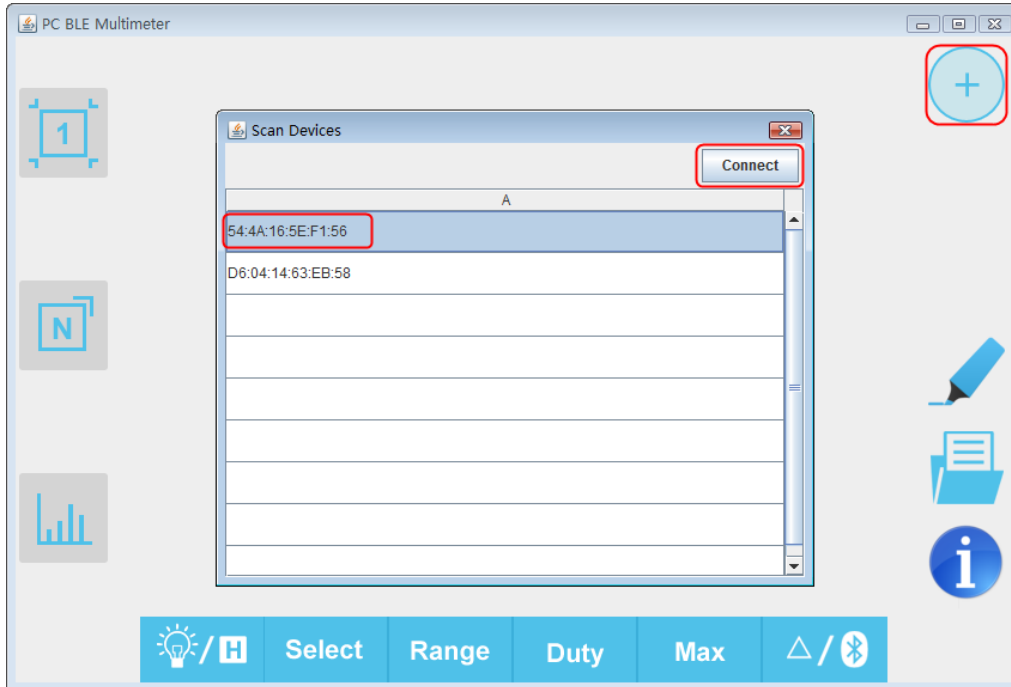 PC BLE Multimeter
+
1
Scan Devices
Connect
A
54:4A:16:5E:F1:56
D6:04:14:63:EB:58
N
i
/H
Select
Range
Duty
Max
△/